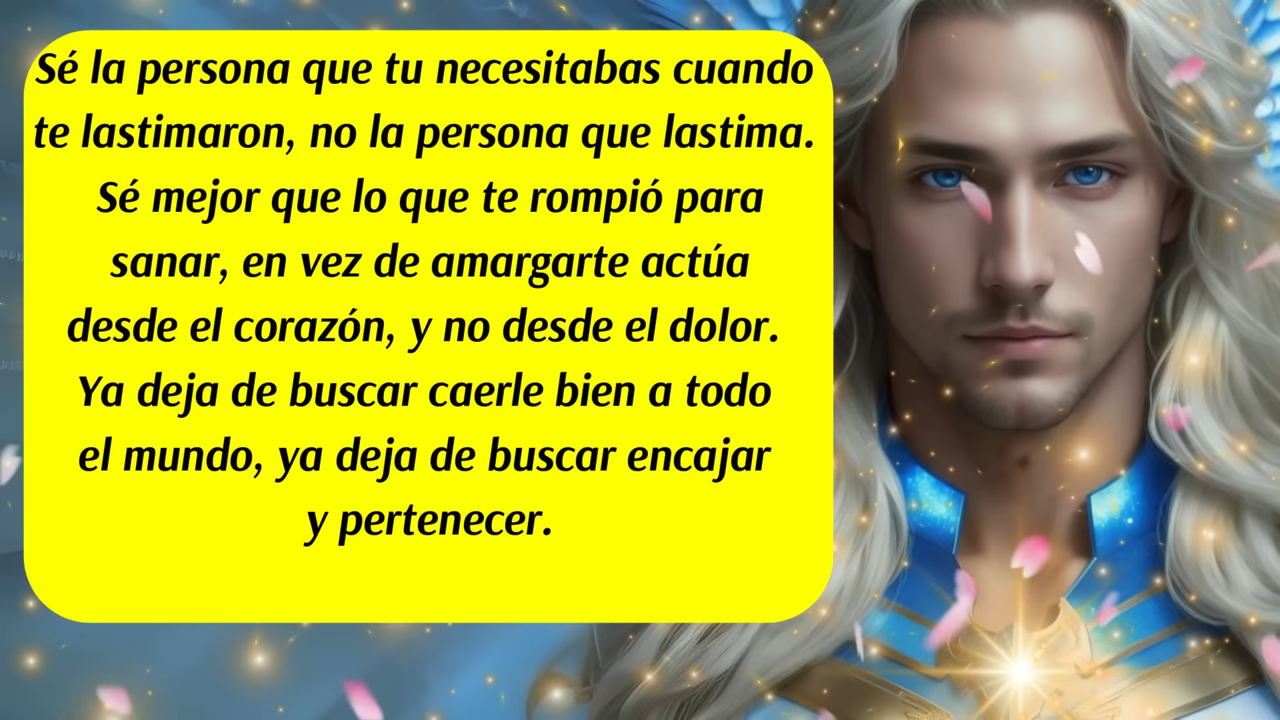 Sé la persona que tu necesitabas cuando
te lastimaron, no la persona que lastima.
Sé mejor que lo que te rompió para
sanar, en vez de amargarte actúa
desde el corazón, y no desde el dolor.
Ya deja de buscar caerle bien a todo
el mundo, ya deja de buscar encajar
y pertenecer.